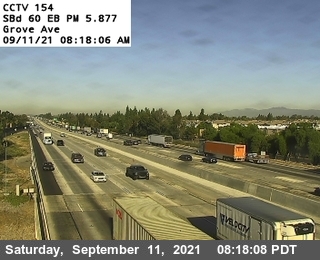 CCTV 154
SBd 60 EB PM 5.877
Grove Ave
09/11/21 08:18:06 AM
VELOCITY
Saturday, September 11, 2021 08:18:08 PDT